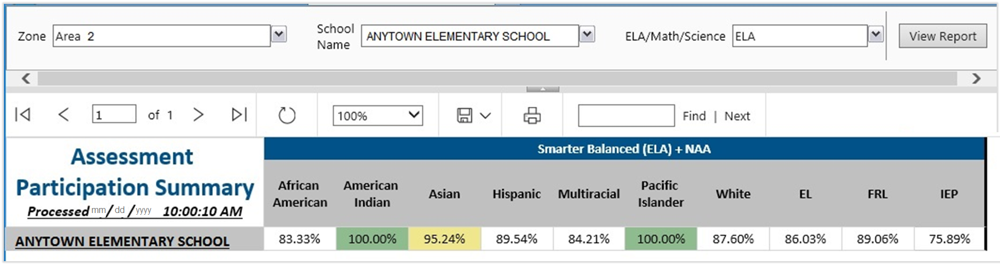 Zone Area 2 School Name ANYTOWN ELEMENTARY SCHOOL ELA/Math/Science ELA View Report
1 of 1 100% Find | Next
Assessment
Participation Summary
Processed mm/ dd / yyyy 10:00:10 AM
Smarter Balanced (ELA) + NAA
African American American Indian Asian Hispanic Multiracial Pacific Islander White EL FRL IEP
ANYTOWN ELEMENTARY SCHOOL 83.33% 100.00% 95.24% 89.54% 84.21% 100.00% 87.60% 86.03% 89.06% 75.89%